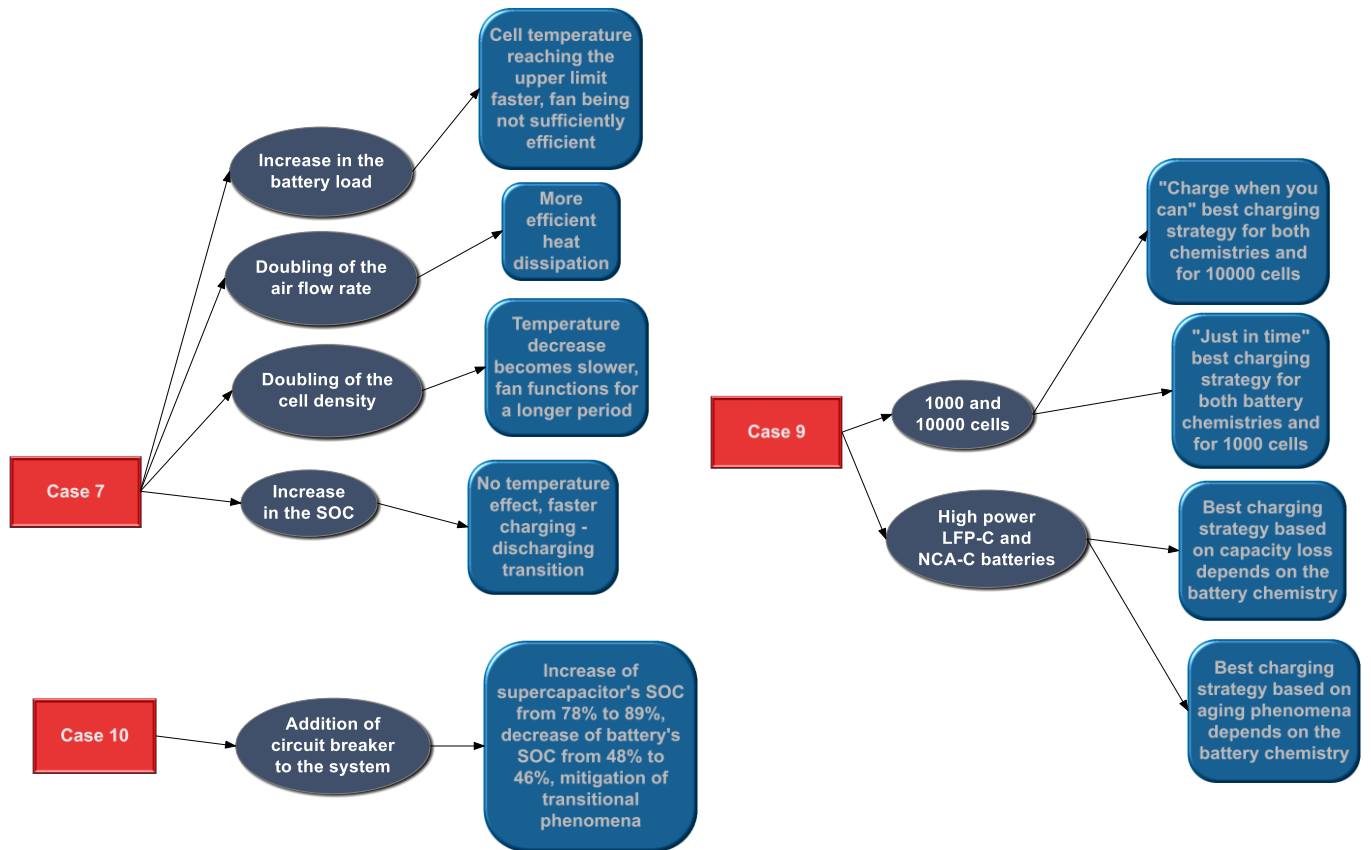 Case 7
Increase in the
battery load
Cell temperature
reaching the
upper limit
faster, fan being
not sufficiently
efficient
Doubling of the
air flow rate
More
efficient
heat
dissipation
Doubling of the
cell density
Temperature
decrease
becomes slower,
fan functions for
a longer period
Increase
in the SOC
No temperature
effect, faster
charging -
discharging
transition
Case 10
Addition of
circuit breaker
to the system
Increase of
supercapacitor's SOC
from 78% to 89%,
decrease of battery's
SOC from 48% to
46%, mitigation of
transitional
phenomena
Case 9
1000 and
10000 cells
"Charge when you
can" best charging
strategy for both
chemistries and
for 10000 cells
"Just in time"
best charging
strategy for
both battery
chemistries and
for 1000 cells
High power
LFP-C and
NCA-C batteries
Best charging
strategy based
on capacity loss
depends on the
battery chemistry
Best charging
strategy based on
aging phenomena
depends on the
battery chemistry